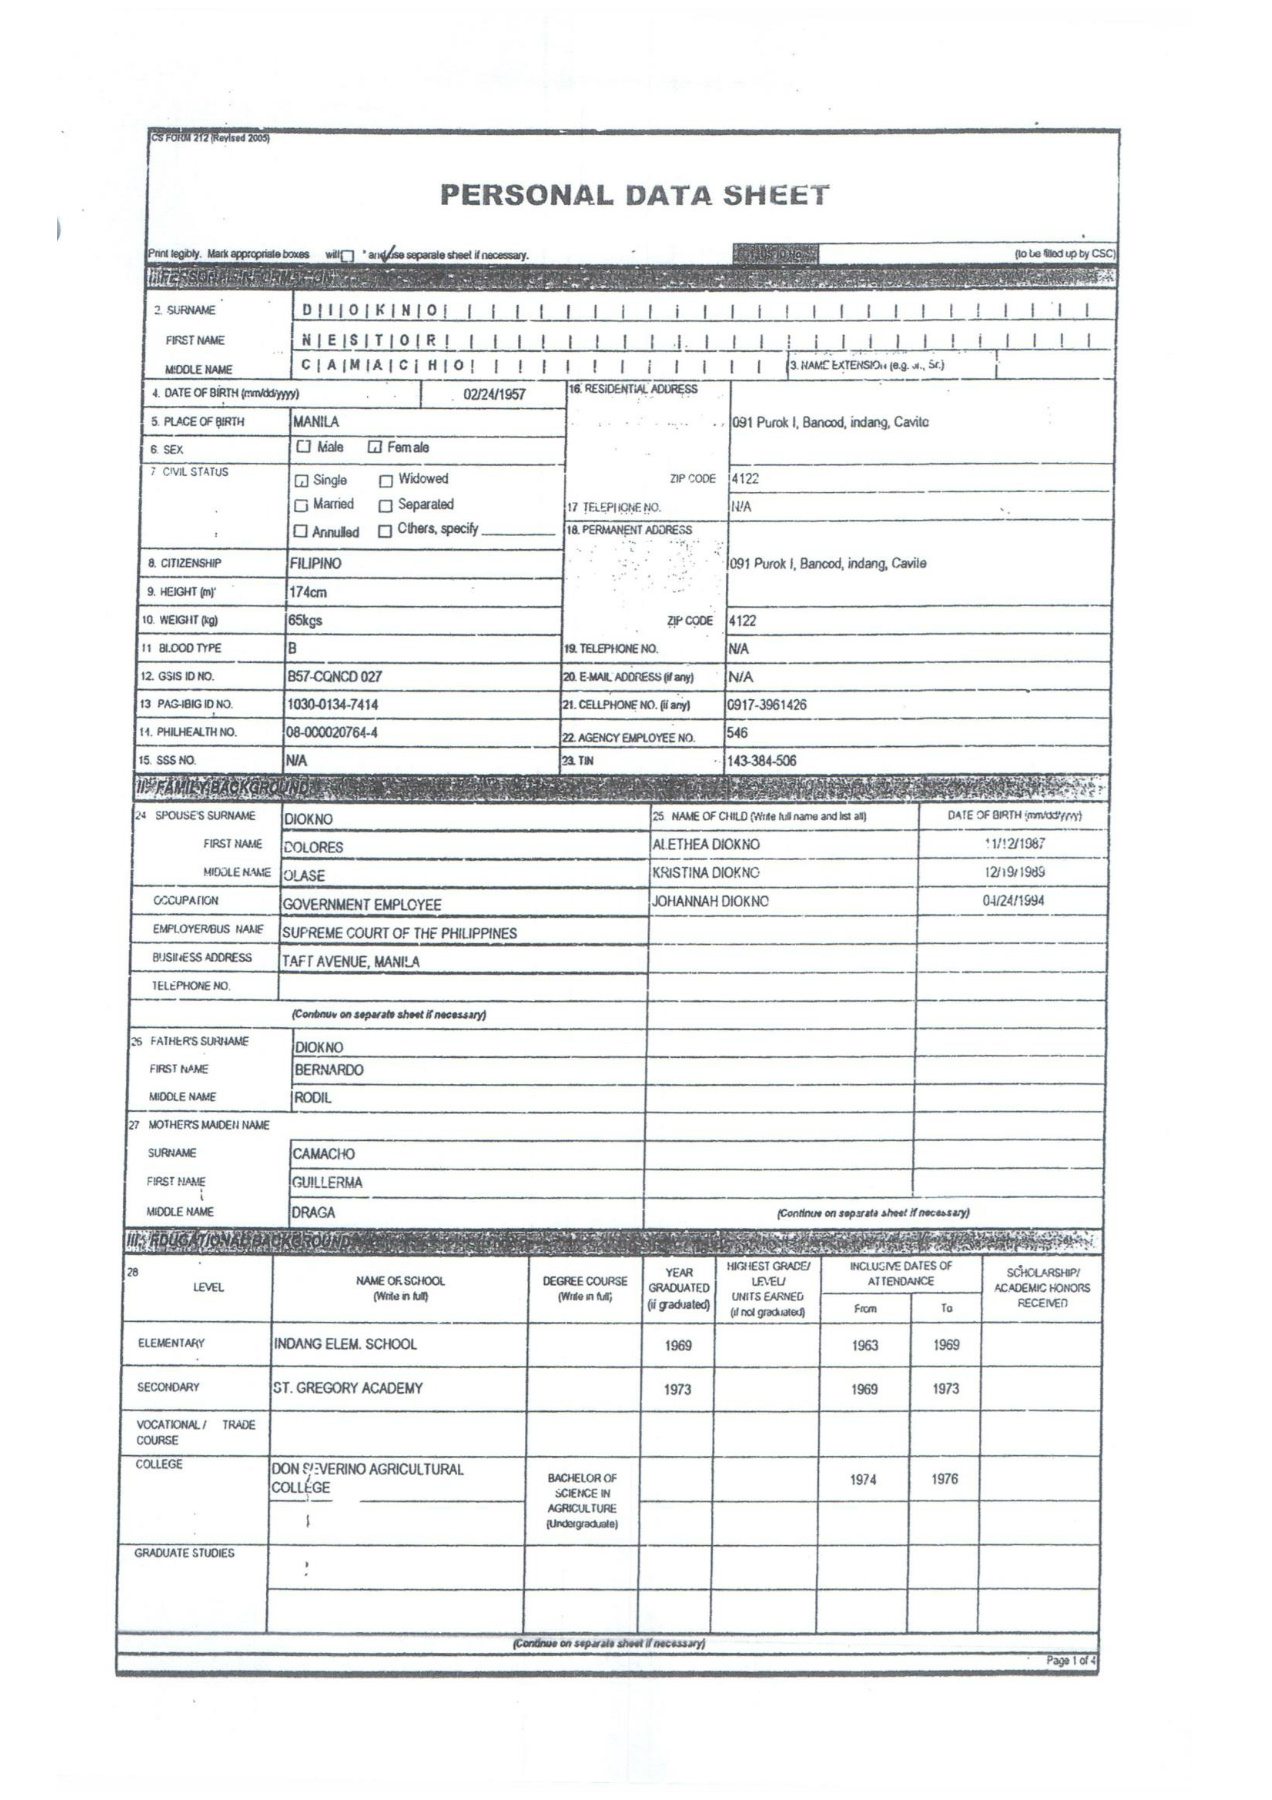 CS FORM 212 (Revised 2005)
PERSONAL DATA SHEET
Print legibly. Mark appropriate boxes with □ " and use separate sheet if necessary.
(to be filled up by CSC)
I. PERSONAL INFORMATION
2. SURNAME D I O K N O
FIRST NAME N E S T O R
MIDDLE NAME C A M A C H O 3. NAME EXTENSION (e.g. Jr., Sr.)
4. DATE OF BIRTH (mm/dd/yyyy) 02/24/1957 16. RESIDENTIAL ADDRESS
5. PLACE OF BIRTH MANILA 091 Purok I, Bancod, indang, Cavite
6. SEX Male Female
7 CIVIL STATUS Single Widowed ZIP CODE 4122
Married Separated 17 TELEPHONE NO. N/A
Annulled Others, specify 18. PERMANENT ADDRESS
8. CITIZENSHIP FILIPINO 091 Purok I, Bancod, indang, Cavite
9. HEIGHT (m) 174cm
10. WEIGHT (kg) 65kgs ZIP CODE 4122
11 BLOOD TYPE B 19. TELEPHONE NO. N/A
12. GSIS ID NO. B57-CQNCD 027 20. E-MAIL ADDRESS (if any) N/A
13 PAG-IBIG ID NO. 1030-0134-7414 21. CELLPHONE NO. (if any) 0917-3961426
14. PHILHEALTH NO. 08-000020764-4 22. AGENCY EMPLOYEE NO. 546
15. SSS NO. N/A 23. TIN 143-384-506
II. FAMILY BACKGROUND
24 SPOUSE'S SURNAME DIOKNO 25. NAME OF CHILD (Write full name and list all) DATE OF BIRTH (mm/dd/yyyy)
FIRST NAME DOLORES ALETHEA DIOKNO 11/12/1987
MIDDLE NAME OLASE KRISTINA DIOKNO 12/19/1989
OCCUPATION GOVERNMENT EMPLOYEE JOHANNAH DIOKNO 04/24/1994
EMPLOYER/BUS NAME SUPREME COURT OF THE PHILIPPINES
BUSINESS ADDRESS TAFT AVENUE, MANILA
TELEPHONE NO.
(Continue on separate sheet if necessary)
26 FATHER'S SURNAME DIOKNO
FIRST NAME BERNARDO
MIDDLE NAME RODIL
27 MOTHER'S MAIDEN NAME
SURNAME CAMACHO
FIRST NAME GUILLERMA
MIDDLE NAME DRAGA (Continue on separate sheet if necessary)
III. EDUCATIONAL BACKGROUND
28 LEVEL NAME OF SCHOOL (Write in full) DEGREE COURSE (Write in full) YEAR GRADUATED (if graduated) HIGHEST GRADE/ LEVEL/ UNITS EARNED (if not graduated) INCLUSIVE DATES OF ATTENDANCE From To SCHOLARSHIP/ ACADEMIC HONORS RECEIVED
ELEMENTARY INDANG ELEM. SCHOOL 1969 1963 1969
SECONDARY ST. GREGORY ACADEMY 1973 1969 1973
VOCATIONAL / TRADE COURSE
COLLEGE DON SEVERINO AGRICULTURAL COLLEGE BACHELOR OF SCIENCE IN AGRICULTURE (Undergraduate) 1974 1976
GRADUATE STUDIES
(Continue on separate sheet if necessary)
Page 1 of 4